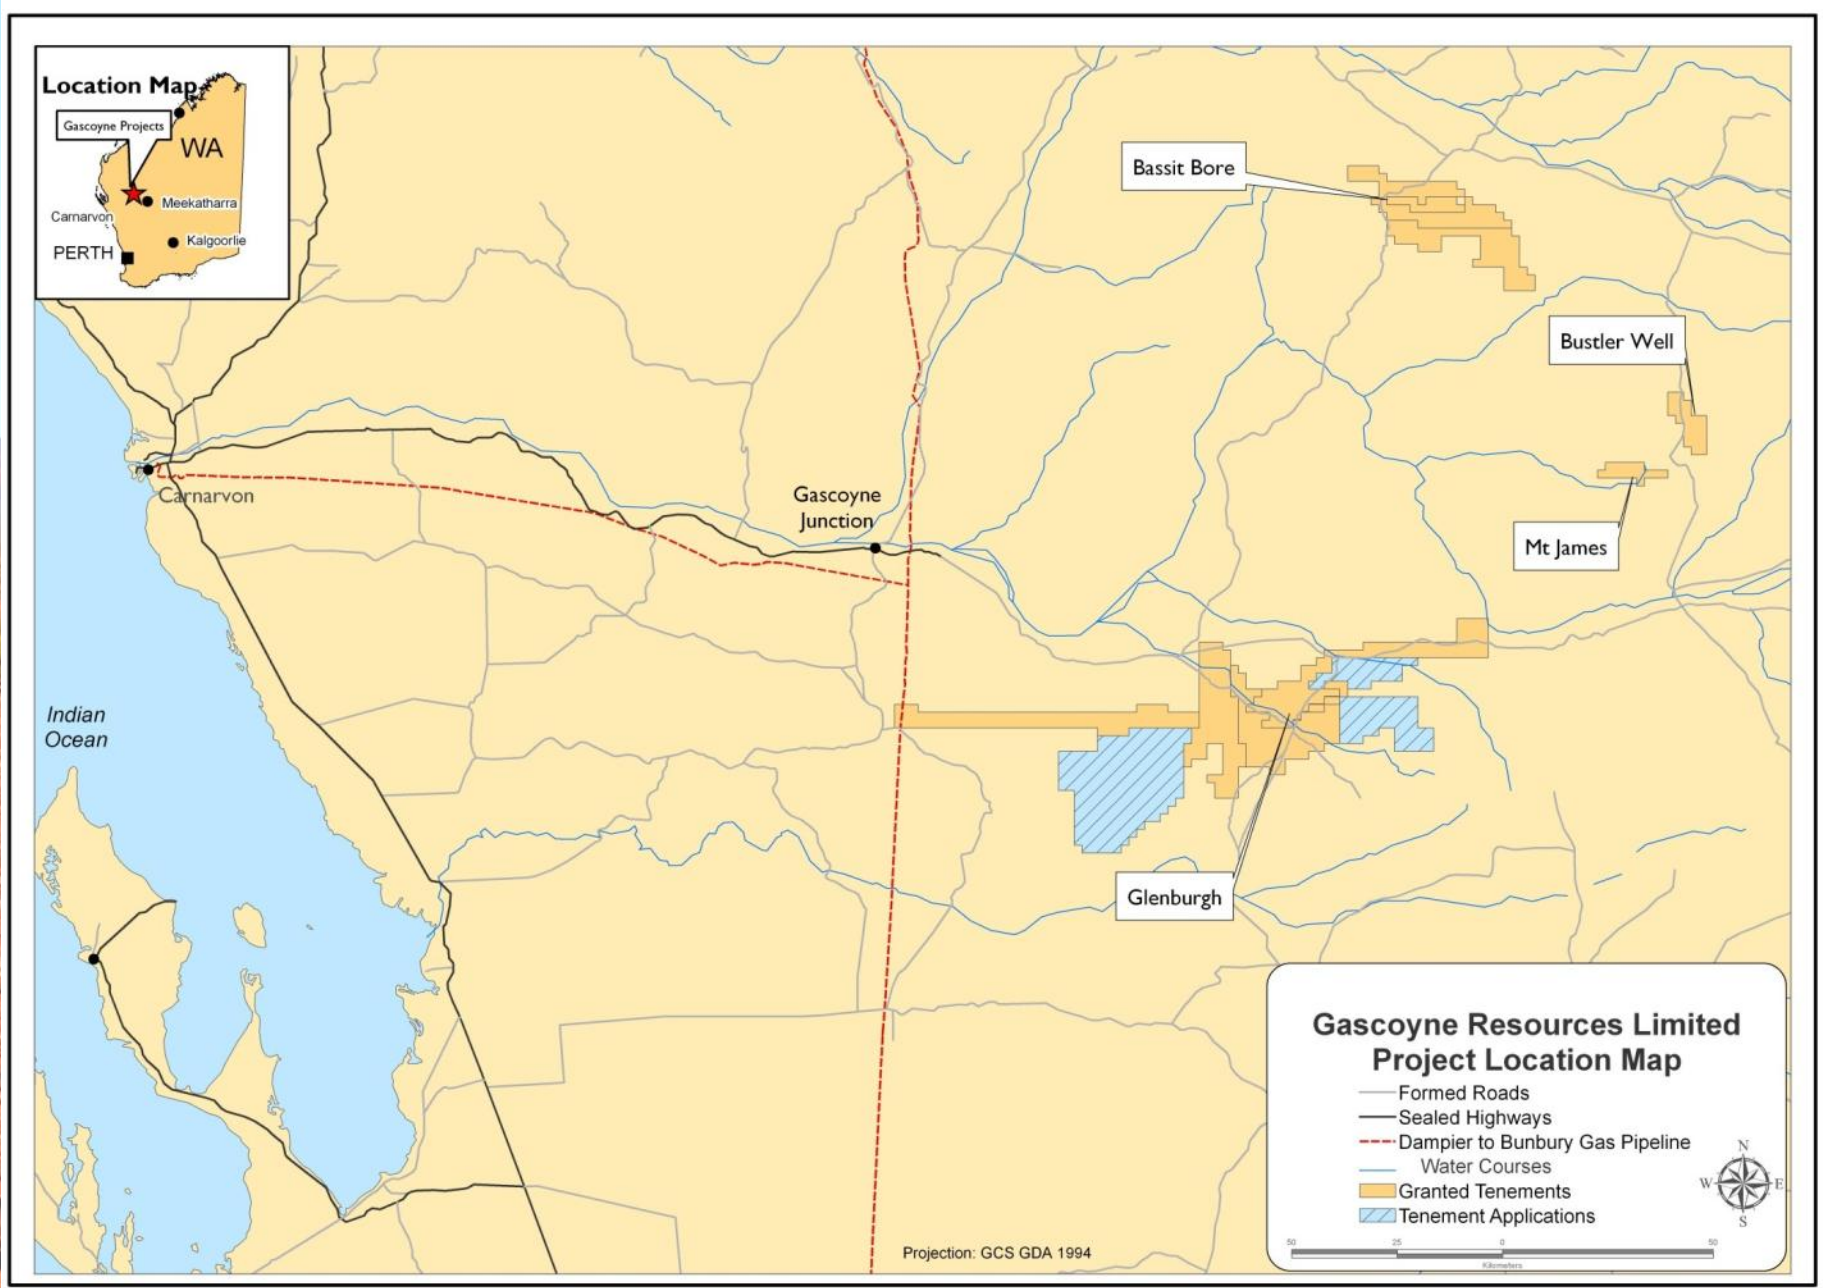 Location Map
Gascoyne Projects
WA
Meekatharra
Carnarvon
Kalgoorlie
PERTH
Bassit Bore
Bustler Well
Carnarvon
Gascoyne
Junction
Mt James
Indian
Ocean
Glenburgh
Gascoyne Resources Limited
Project Location Map
Formed Roads
Sealed Highways
Dampier to Bunbury Gas Pipeline
Water Courses
Granted Tenements
Tenement Applications
N
W E
S
50 25 0 50
Kilometers
Projection: GCS GDA 1994